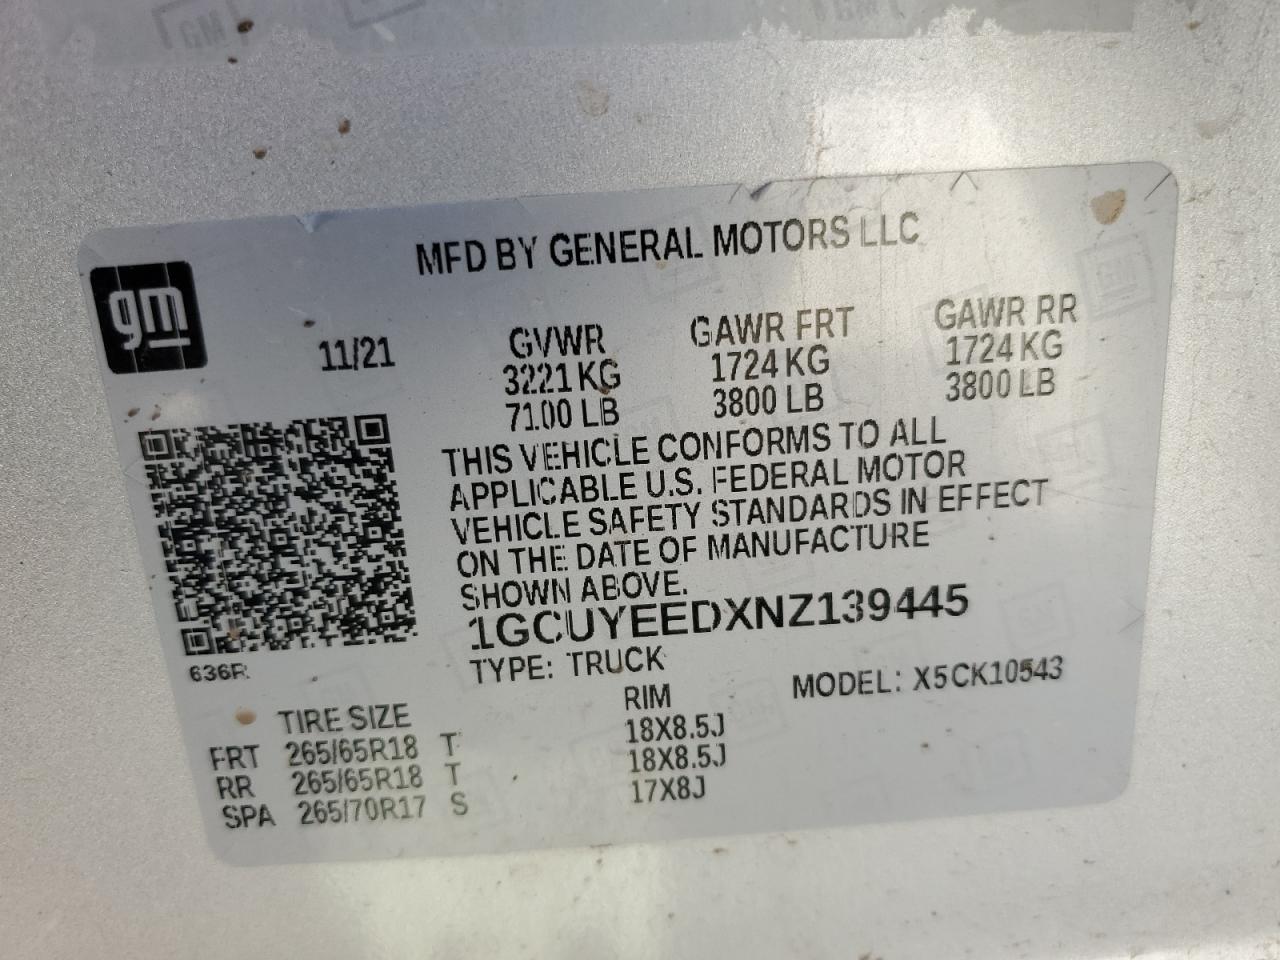 MFD BY GENERAL MOTORS LLC
gm
11/21 GVWR GAWR FRT GAWR RR
3221 KG 1724 KG 1724 KG
7100 LB 3800 LB 3800 LB
THIS VEHICLE CONFORMS TO ALL
APPLICABLE U.S. FEDERAL MOTOR
VEHICLE SAFETY STANDARDS IN EFFECT
ON THE DATE OF MANUFACTURE
SHOWN ABOVE.
1GCUYEEDXNZ139445
636R
TYPE: TRUCK MODEL: X5CK10543
TIRE SIZE RIM
FRT 265/65R18 T 18X8.5J
RR 265/65R18 T 18X8.5J
SPA 265/70R17 S 17X8J